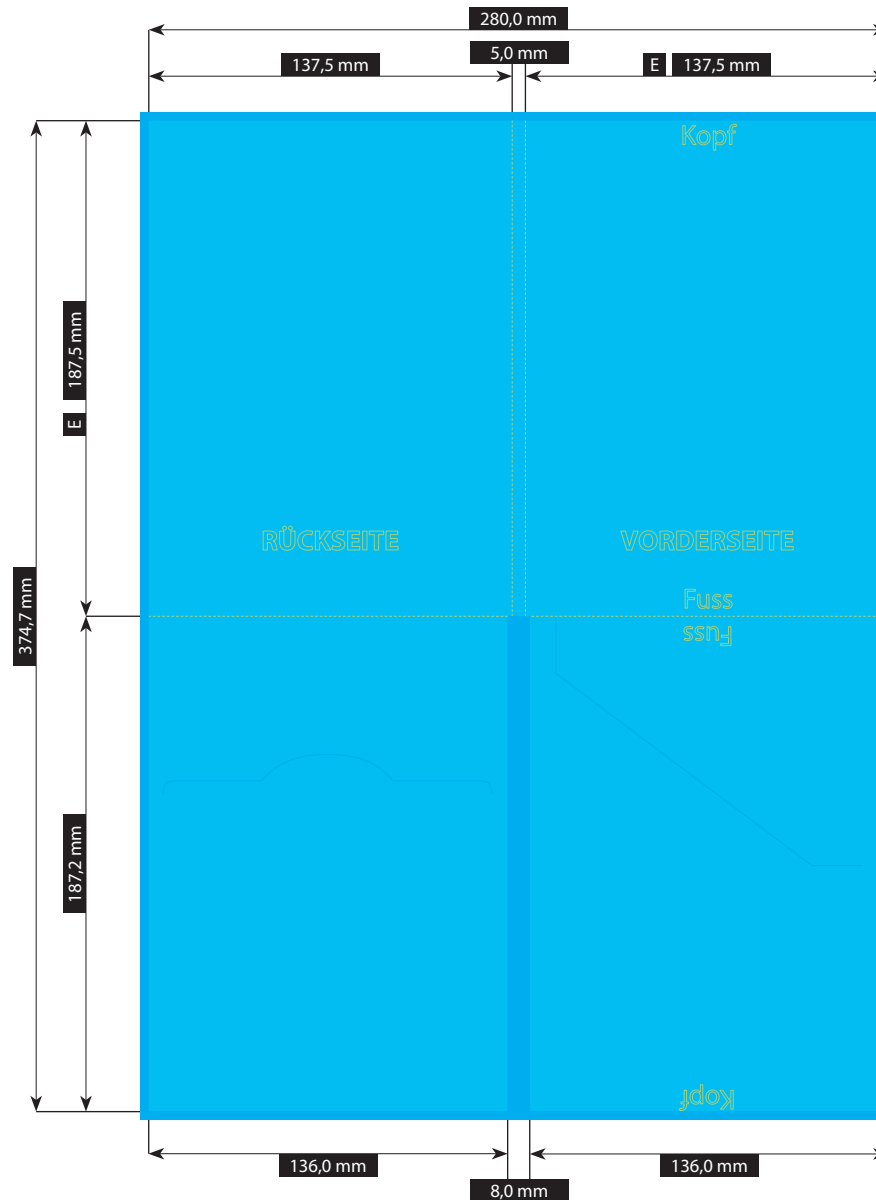 280,0 mm
5,0 mm
137,5 mm
E 137,5 mm
Kopf
187,5 mm
E
RÜCKSEITE
VORDERSEITE
Fuss
374,7 mm
Fuss
187,2 mm
Kopf
136,0 mm
136,0 mm
8,0 mm